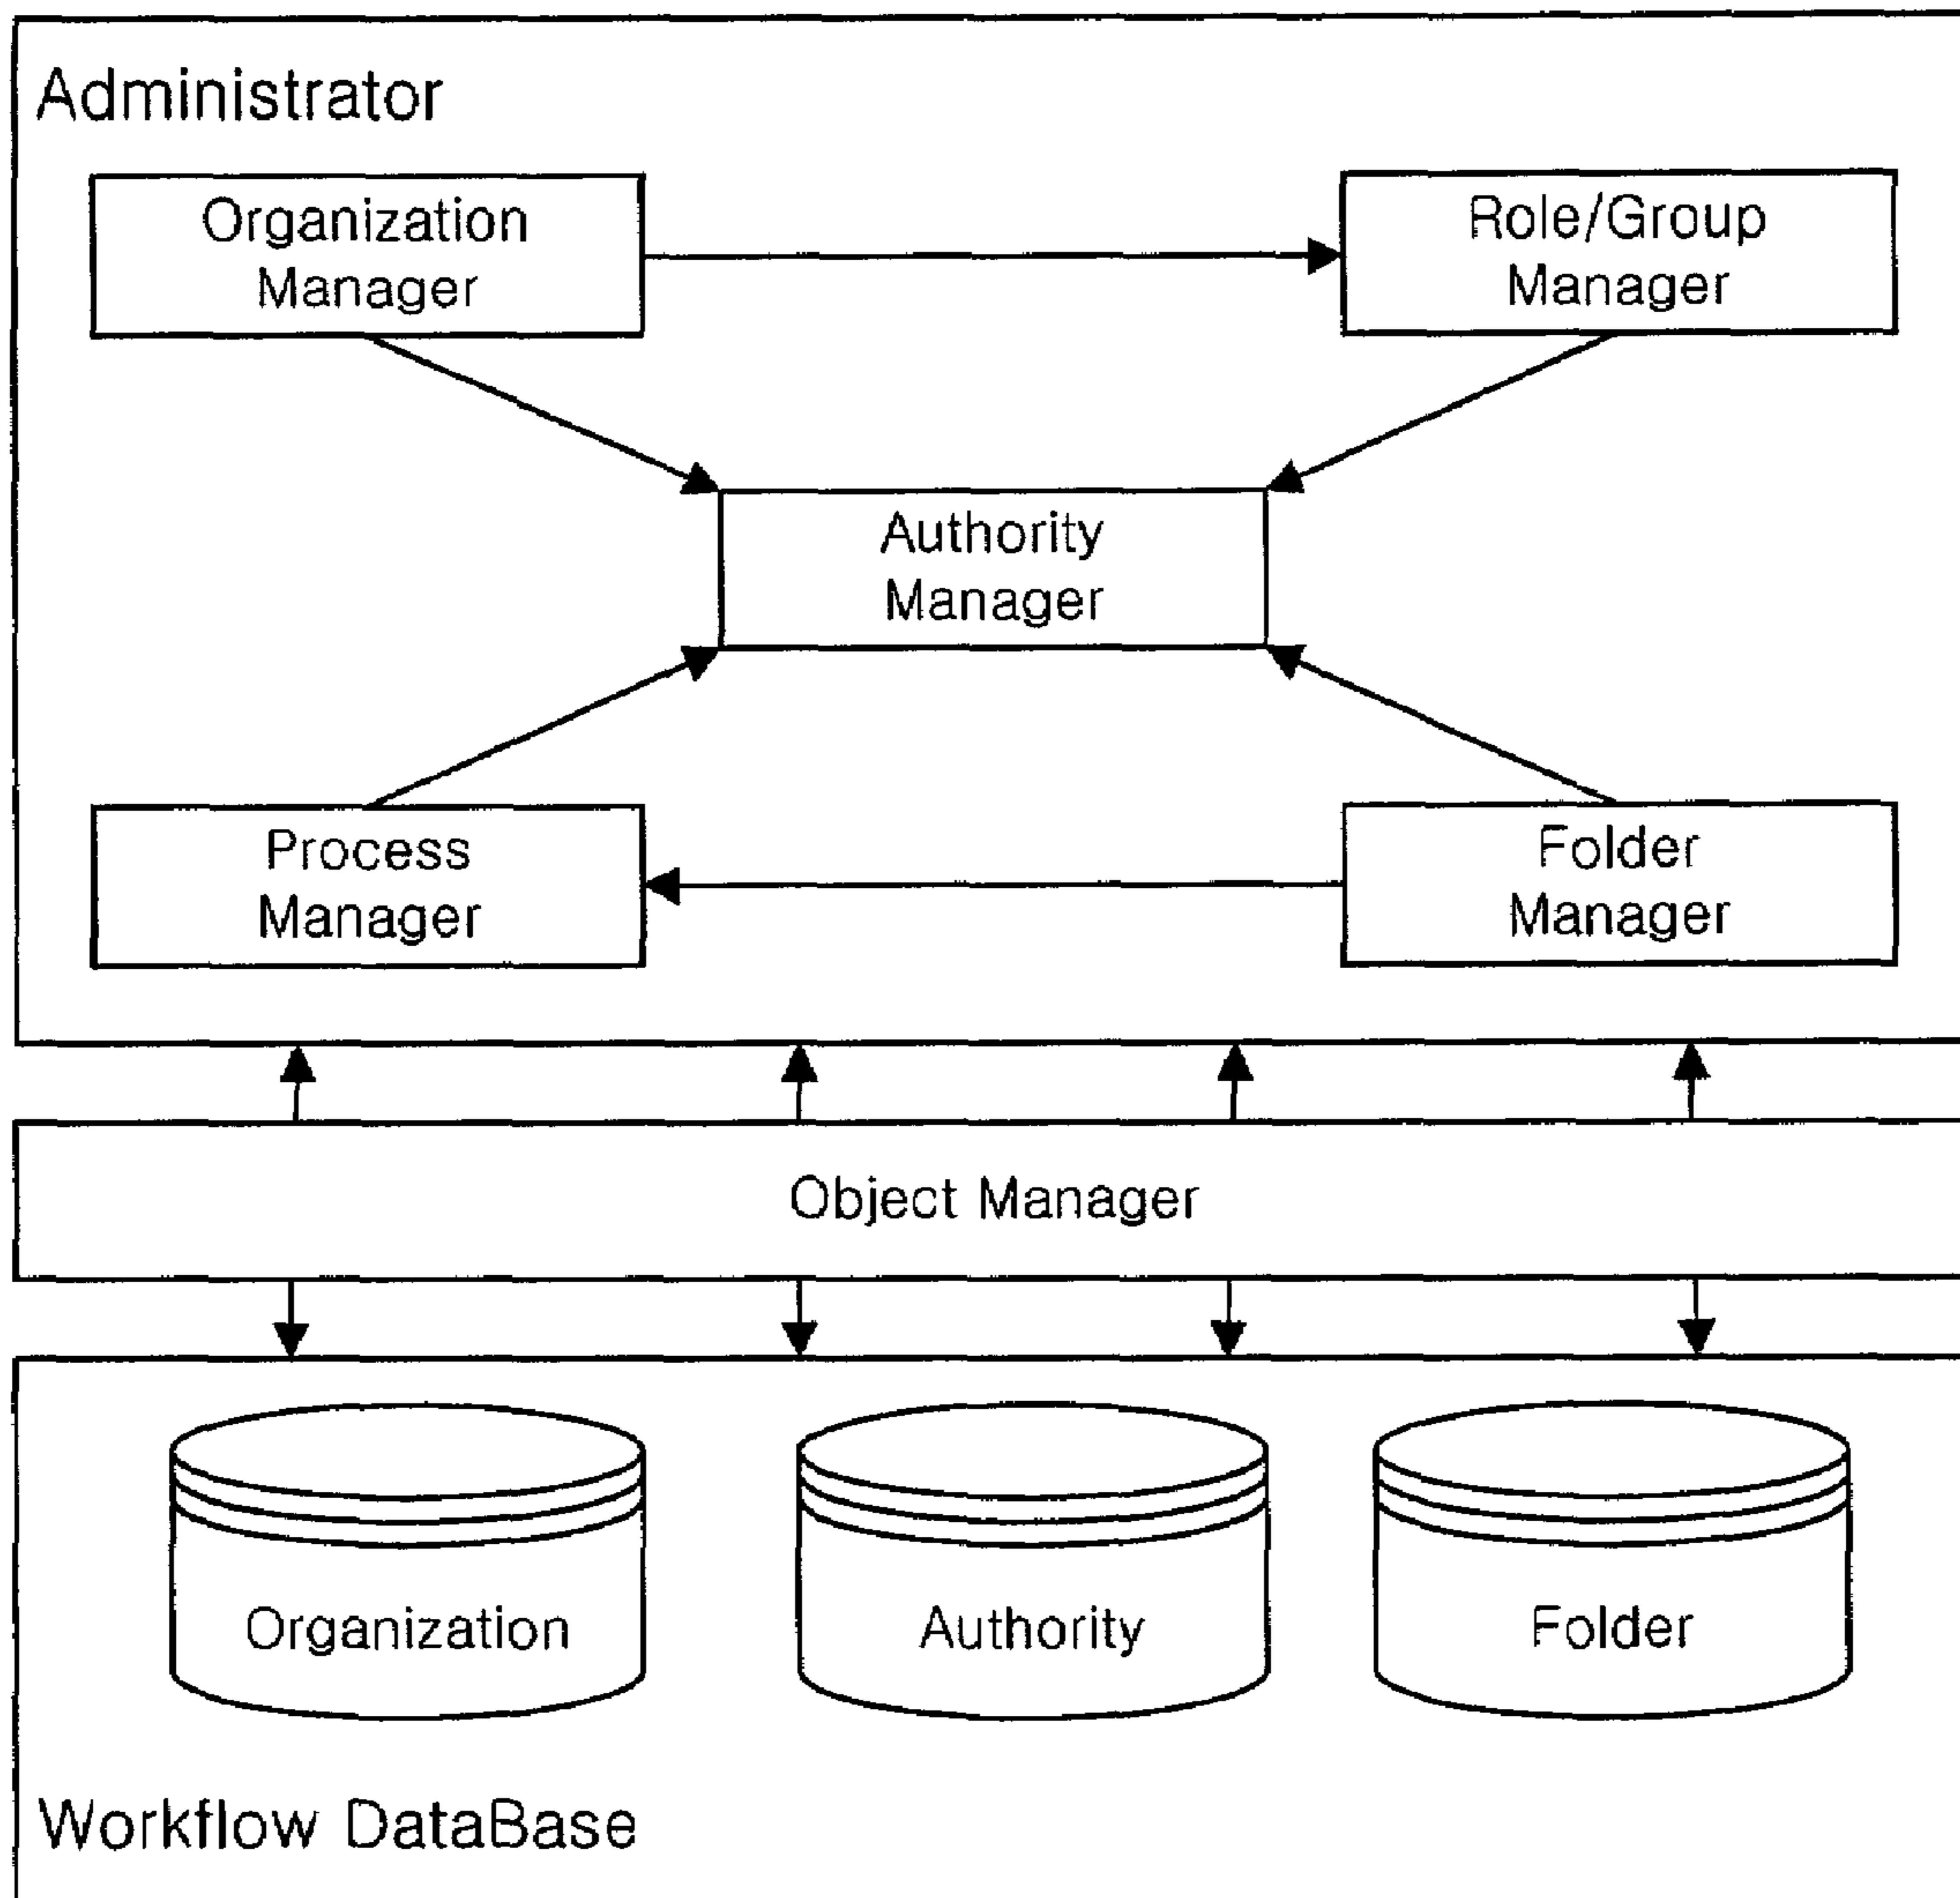 Administrator
Organization
Manager
Role/Group
Manager
Authority
Manager
Process
Manager
Folder
Manager
Object Manager
Organization
Authority
Folder
Workflow DataBase